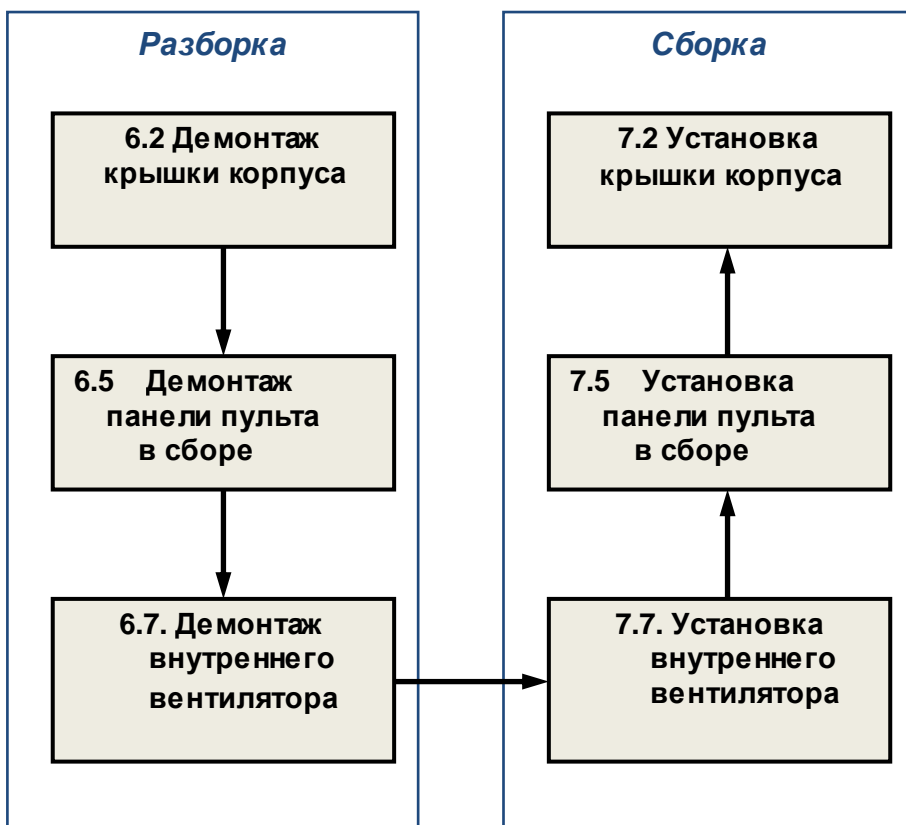 Разборка
6.2 Демонтаж
крышки корпуса
6.5 Демонтаж
панели пульта
в сборе
6.7. Демонтаж
внутреннего
вентилятора
Сборка
7.2 Установка
крышки корпуса
7.5 Установка
панели пульта
в сборе
7.7. Установка
внутреннего
вентилятора